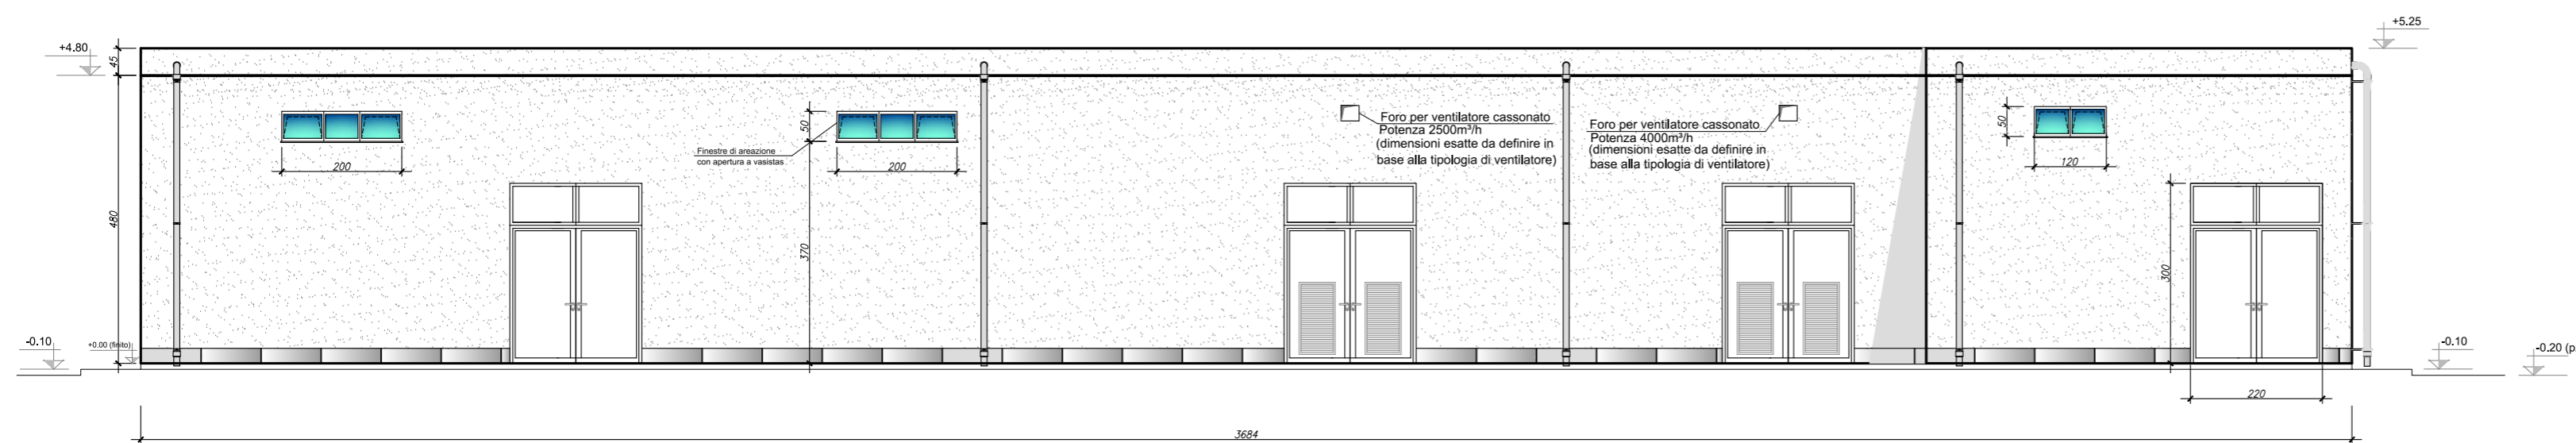 +5.25
+4.80
45
50
Foro per ventilatore cassonato
Potenza 2500m³/h
(dimensioni esatte da definire in
base alla tipologia di ventilatore)
Foro per ventilatore cassonato
Potenza 4000m³/h
(dimensioni esatte da definire in
base alla tipologia di ventilatore)
50
Finestre di areazione
con apertura a vasistas
200
200
120
480
370
300
-0.10
+0.00 (finito)
-0.10
-0.20 (p
220
3684